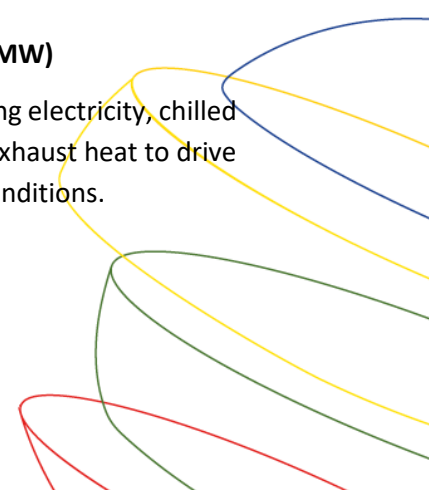 MW)
ng electricity, chilled
xhaust heat to drive
nditions.